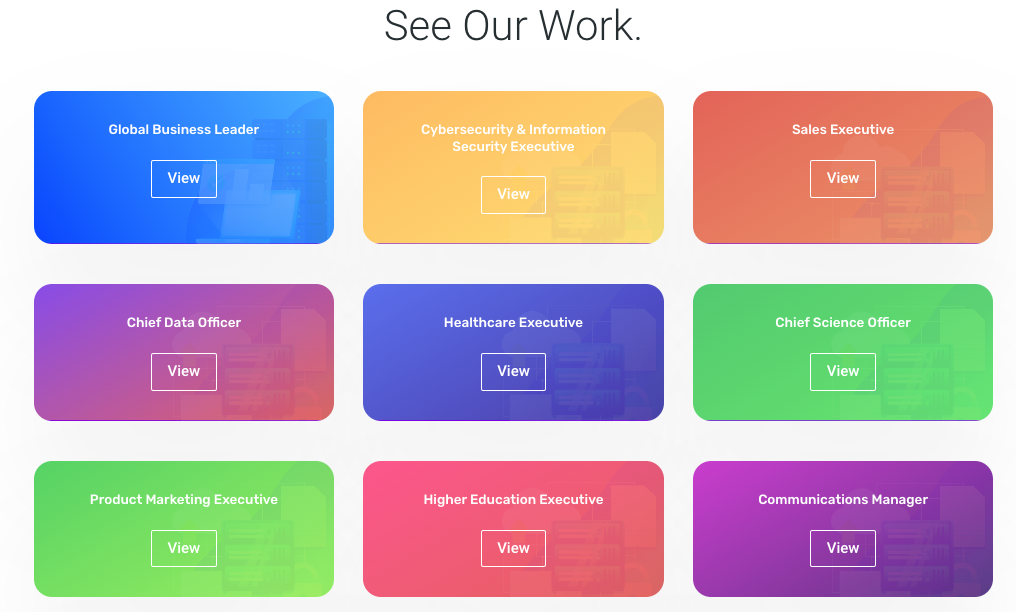 See Our Work.
Global Business Leader
View
Cybersecurity & Information
Security Executive
View
Sales Executive
View
Chief Data Officer
View
Healthcare Executive
View
Chief Science Officer
View
Product Marketing Executive
View
Higher Education Executive
View
Communications Manager
View